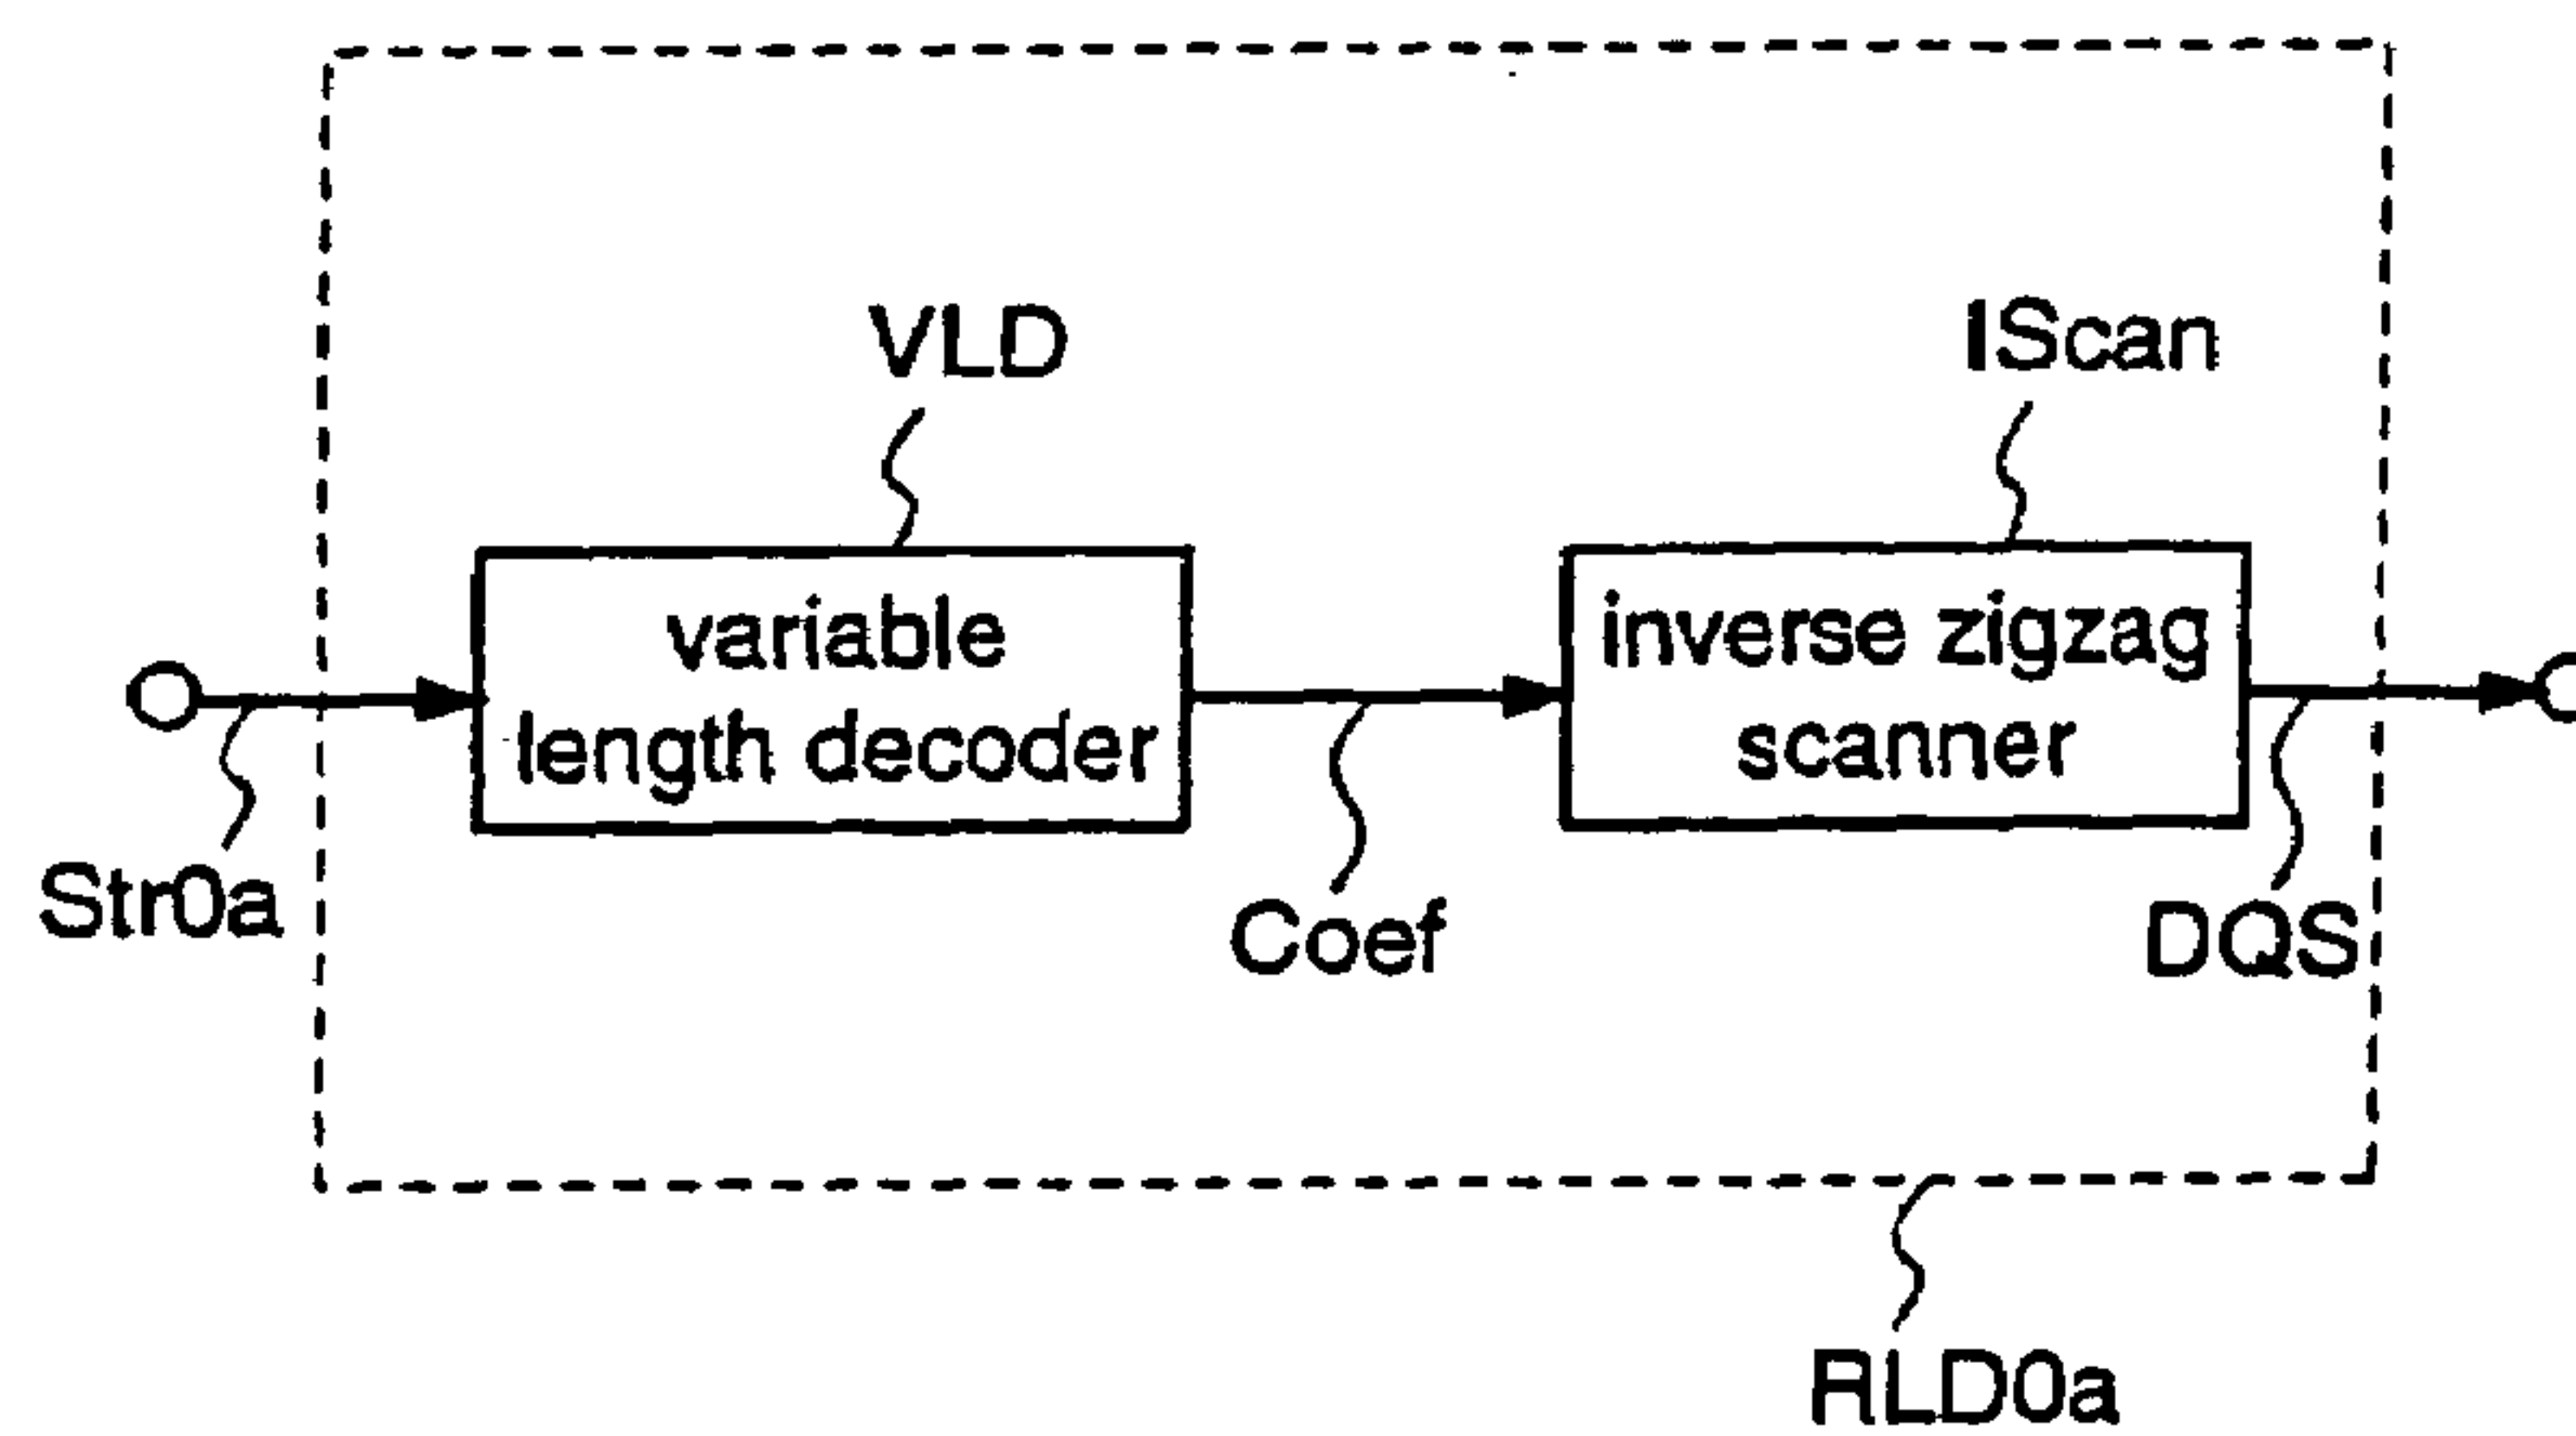 VLD
IScan
variable
length decoder
inverse zigzag
scanner
Str0a
Coef
DQS
RLD0a